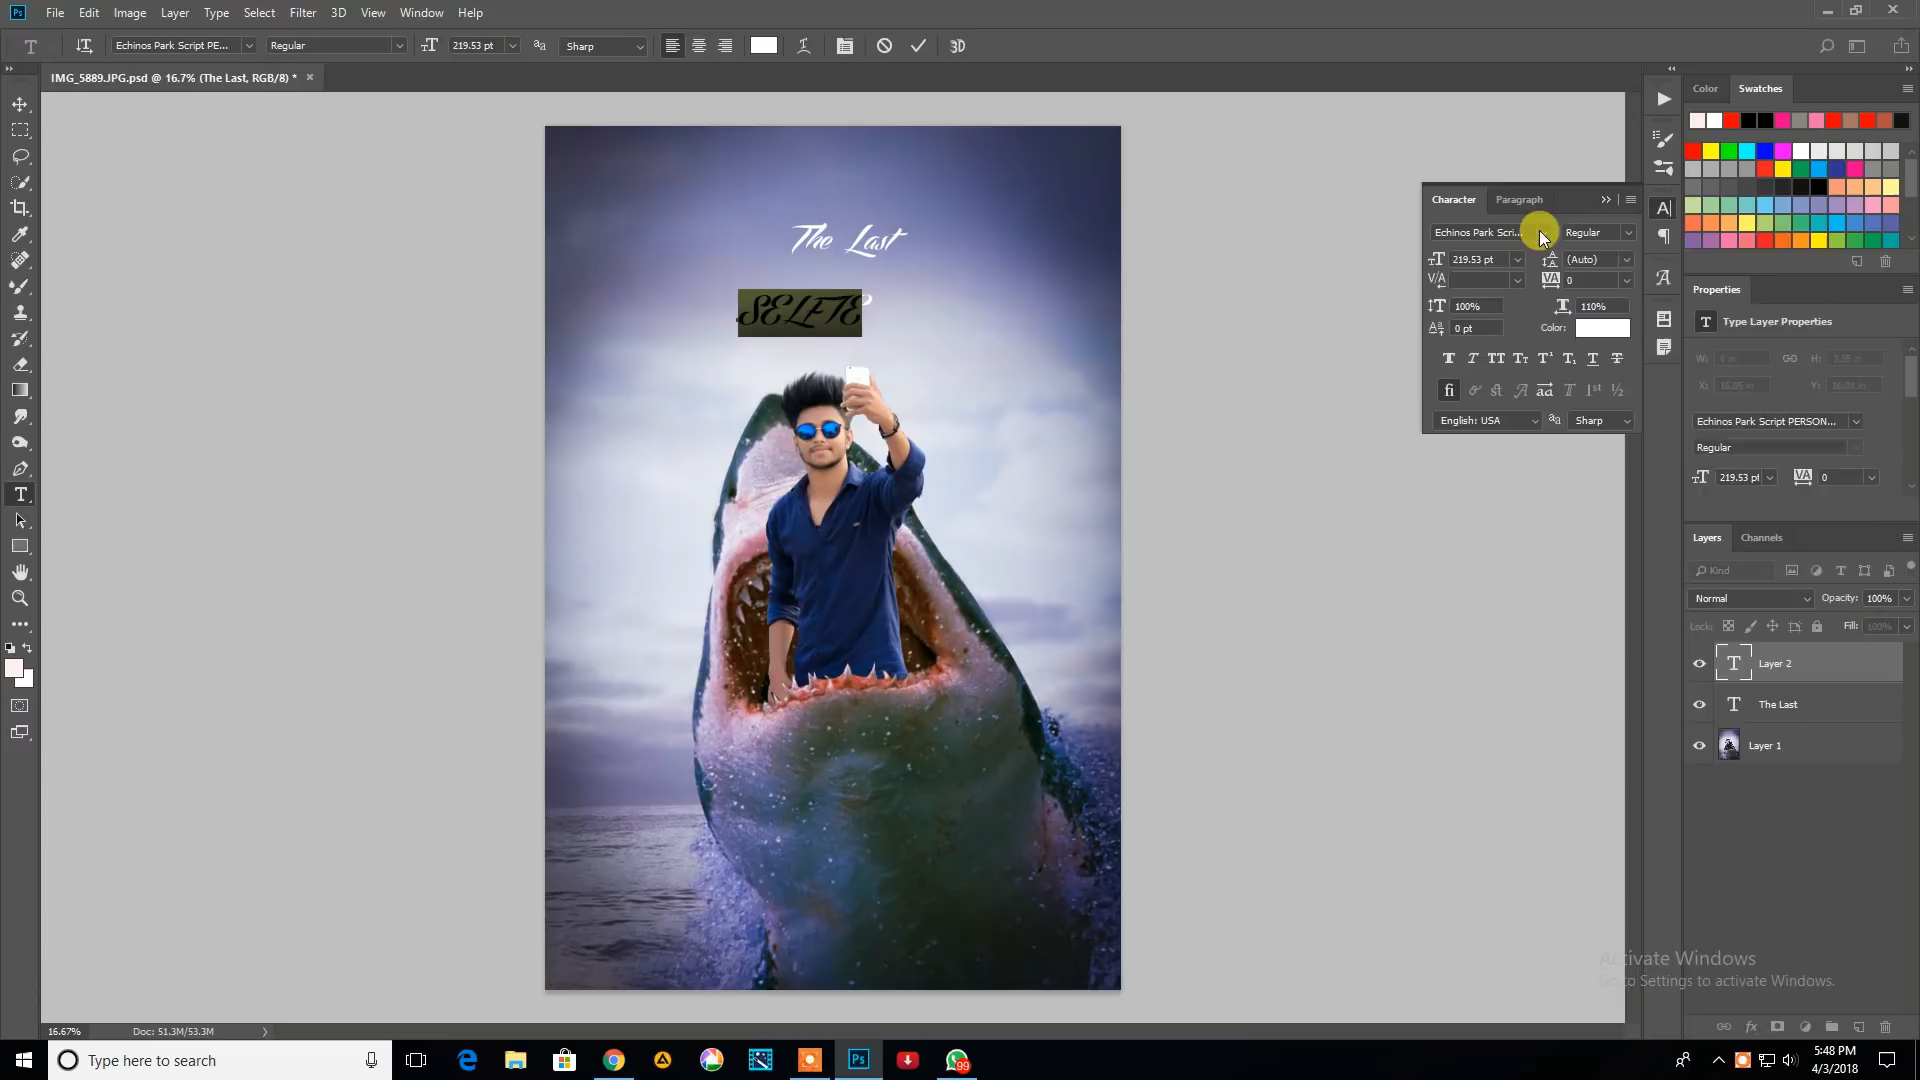 File Edit Image Layer Type Select Filter 3D View Window Help
Echinos Park Script PE... Regular 219.53 pt Sharp 3D
IMG_5889.JPG.psd @ 16.7% (The Last, RGB/8) *
The Last
SELFIE
Character Paragraph
Echinos Park Scri... Regular
219.53 pt (Auto)
0
100% 110%
0 pt Color:
English: USA Sharp
Color Swatches
Properties
Type Layer Properties
W: H:
X: Y:
Echinos Park Script PERSON...
Regular
219.53 pt 0
Layers Channels
Kind
Normal Opacity: 100%
Lock: Fill: 100%
Layer 2
The Last
Layer 1
Activate Windows
Go to Settings to activate Windows.
16.67% Doc: 51.3M/53.3M
Type here to search
Ps
99
5:48 PM
4/3/2018